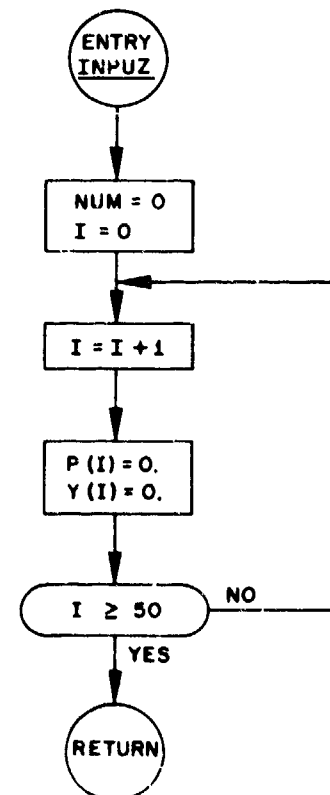 ENTRY
INPUZ
NUM = 0
I = 0
I = I + 1
P (I) = 0.
Y (I) = 0.
I ≥ 50
NO
YES
RETURN